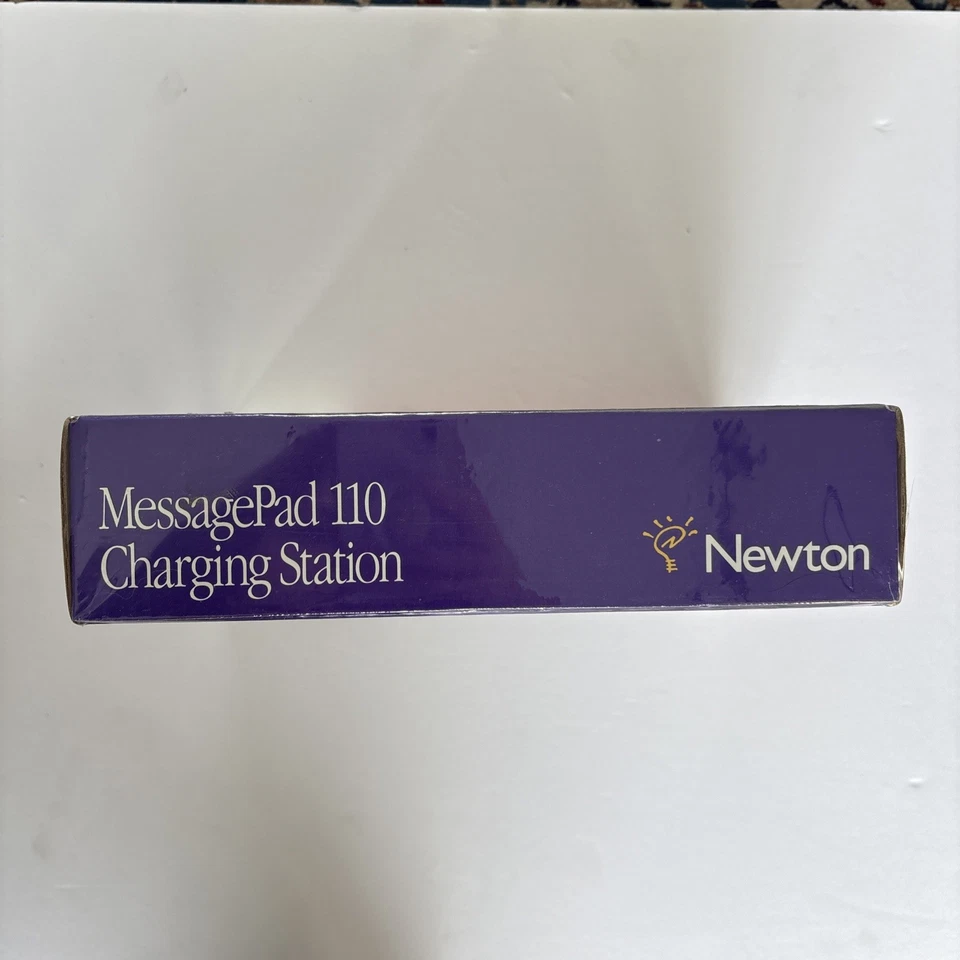 MessagePad 110
Charging Station
Newton